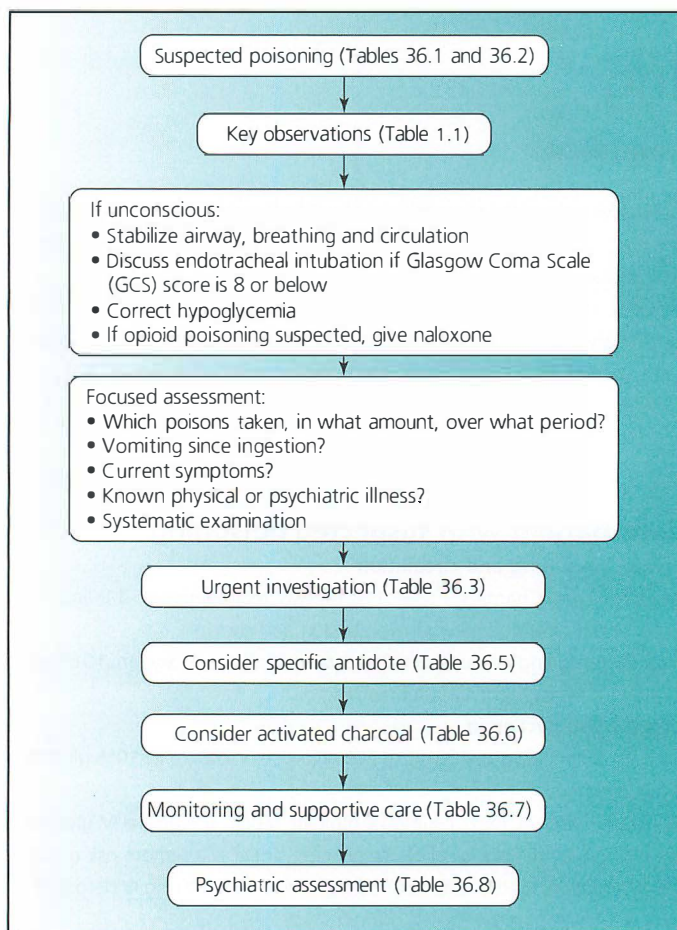 Suspected poisoning (Tables 36.1 and 36.2)
Key observations (Table 1.1)
If unconscious:
• Stabilize airway, breathing and circulation
• Discuss endotracheal intubation if Glasgow Coma Scale
(GCS) score is 8 or below
• Correct hypoglycemia
• If opioid poisoning suspected, give naloxone
Focused assessment:
• Which poisons taken, in what amount, over what period?
• Vomiting since ingestion?
• Current symptoms?
• Known physical or psychiatric illness?
• Systematic examination
Urgent investigation (Table 36.3)
Consider specific antidote (Table 36.5)
Consider activated charcoal (Table 36.6)
Monitoring and supportive care (Table 36.7)
Psychiatric assessment (Table 36.8)